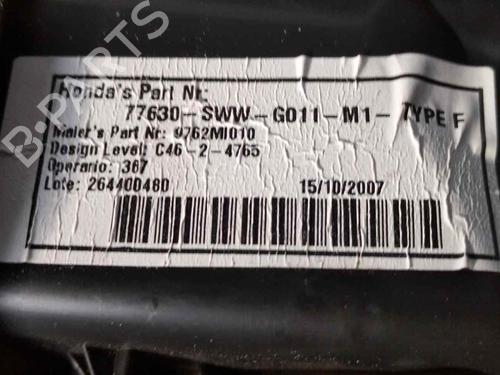 B-PARTS
Honda's Part Nr:
77630-SWW-G011-M1-TYPE F
Maier's Part Nr: 9762MI010
Design Level: C46-2-4765
Operario: 367
Lote: 264400480 15/10/2007